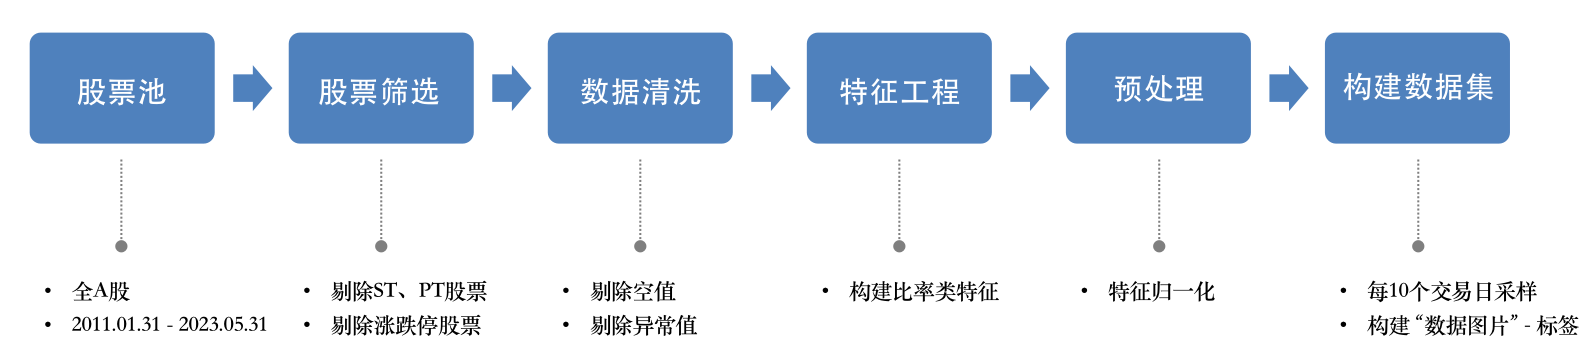 股票池
股票筛选
数据清洗
特征工程
预处理
构建数据集
• 全A股
• 2011.01.31 - 2023.05.31
• 剔除ST、PT股票
• 剔除涨跌停股票
• 剔除空值
• 剔除异常值
• 构建比率类特征
• 特征归一化
• 每10个交易日采样
• 构建“数据图片” - 标签